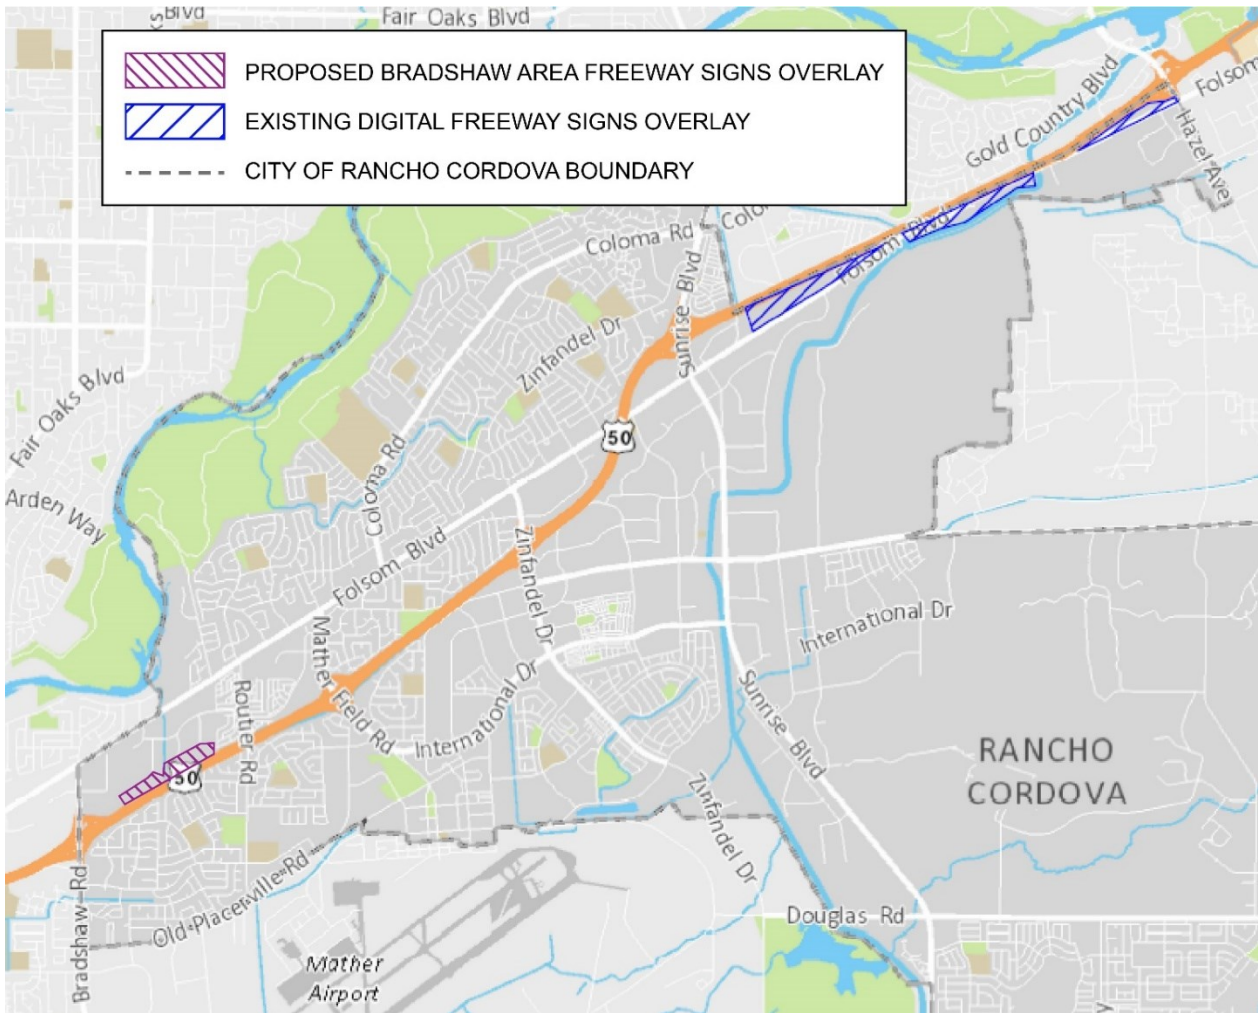 Blvd
Fair Oaks Blvd
PROPOSED BRADSHAW AREA FREEWAY SIGNS OVERLAY
EXISTING DIGITAL FREEWAY SIGNS OVERLAY
CITY OF RANCHO CORDOVA BOUNDARY
Gold Country Blvd
Folsom
Hazel Ave
Coloma Rd
Colo
Folsom Blvd
Sunrise Blvd
Zinfandel Dr
Fair Oaks Blvd
50
Coloma Rd
Arden Way
Folsom Blvd
Zinfandel Dr
International Dr
Mather Field Rd
International Dr
Routier Rd
Sunrise Blvd
50
RANCHO
CORDOVA
Zinfandel Dr
Old Placerville Rd
Bradshaw Rd
Douglas Rd
Mather
Airport